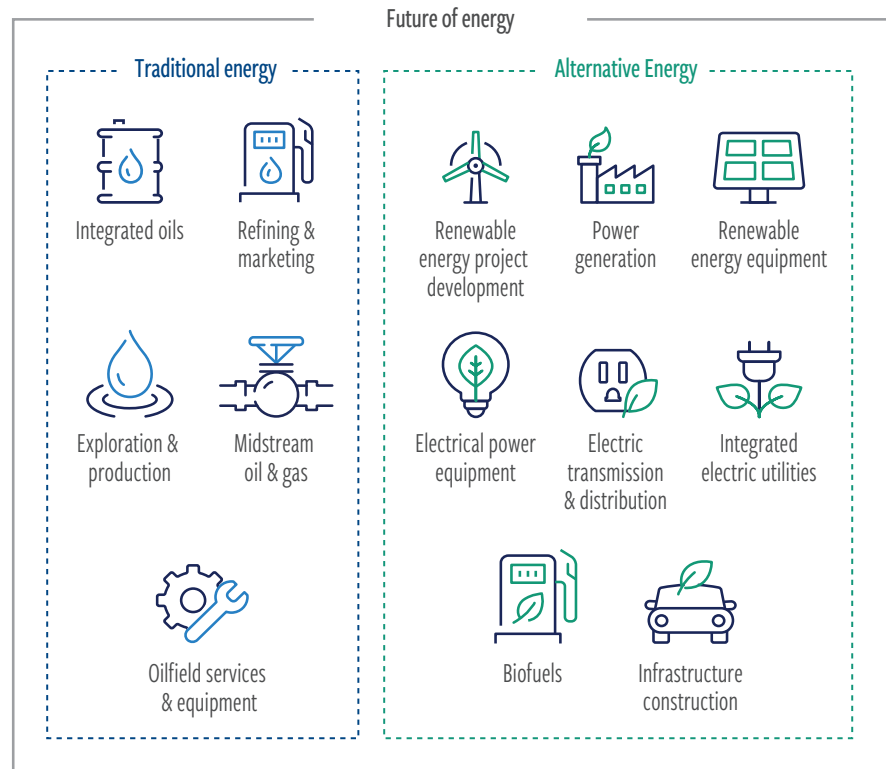 Future of energy
Traditional energy
Integrated oils
Refining &
marketing
Exploration &
production
Midstream
oil & gas
Oilfield services
& equipment
Alternative Energy
Renewable
energy project
development
Power
generation
Renewable
energy equipment
Electrical power
equipment
Electric
transmission
& distribution
Integrated
electric utilities
Biofuels
Infrastructure
construction